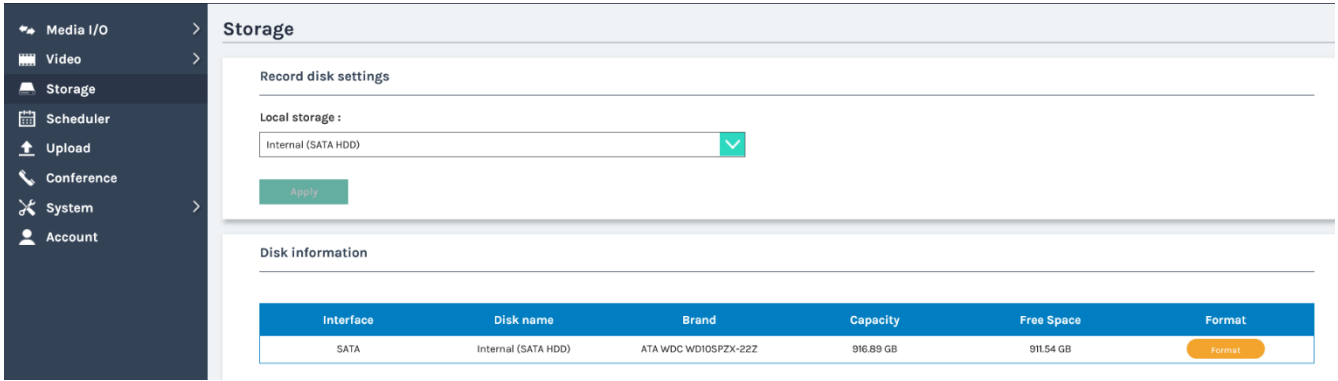 Media I/O
Video
Storage
Scheduler
Upload
Conference
System
Account
Storage
Record disk settings
Local storage :
Internal (SATA HDD)
Apply
Disk information
Interface Disk name Brand Capacity Free Space Format
SATA Internal (SATA HDD) ATA WDC WD10SPZX-22Z 916.89 GB 911.54 GB Format